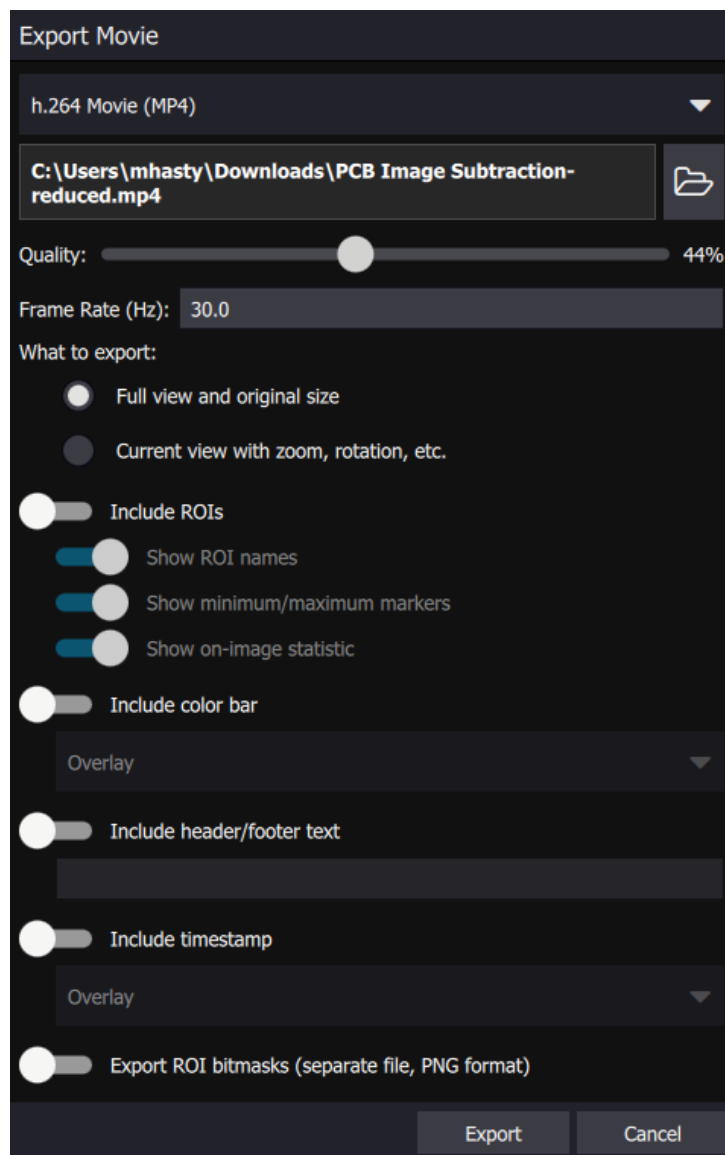 Export Movie
h.264 Movie (MP4)
C:\Users\mhasty\Downloads\PCB Image Subtraction-
reduced.mp4
Quality: 44%
Frame Rate (Hz): 30.0
What to export:
Full view and original size
Current view with zoom, rotation, etc.
Include ROIs
Show ROI names
Show minimum/maximum markers
Show on-image statistic
Include color bar
Overlay
Include header/footer text
Include timestamp
Overlay
Export ROI bitmasks (separate file, PNG format)
Export Cancel